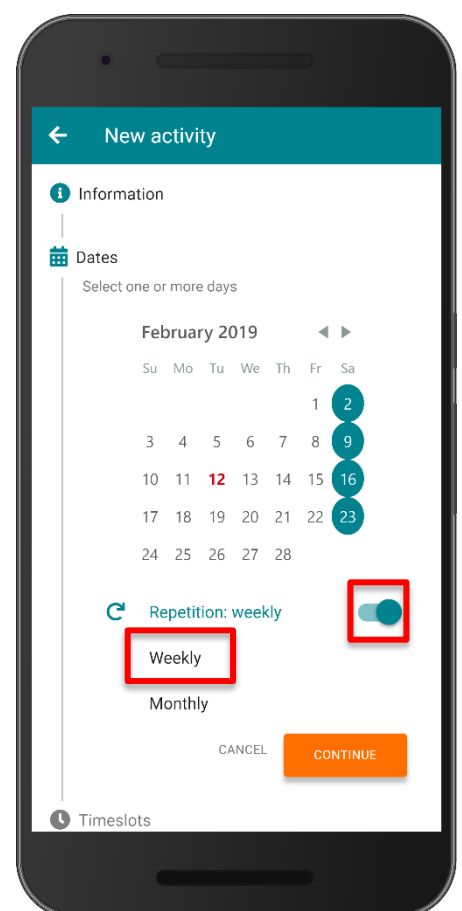 New activity
Information
Dates
Select one or more days
February 2019
Su Mo Tu We Th Fr Sa
1 2
3 4 5 6 7 8 9
10 11 12 13 14 15 16
17 18 19 20 21 22 23
24 25 26 27 28
Repetition: weekly
Weekly
Monthly
CANCEL CONTINUE
Timeslots